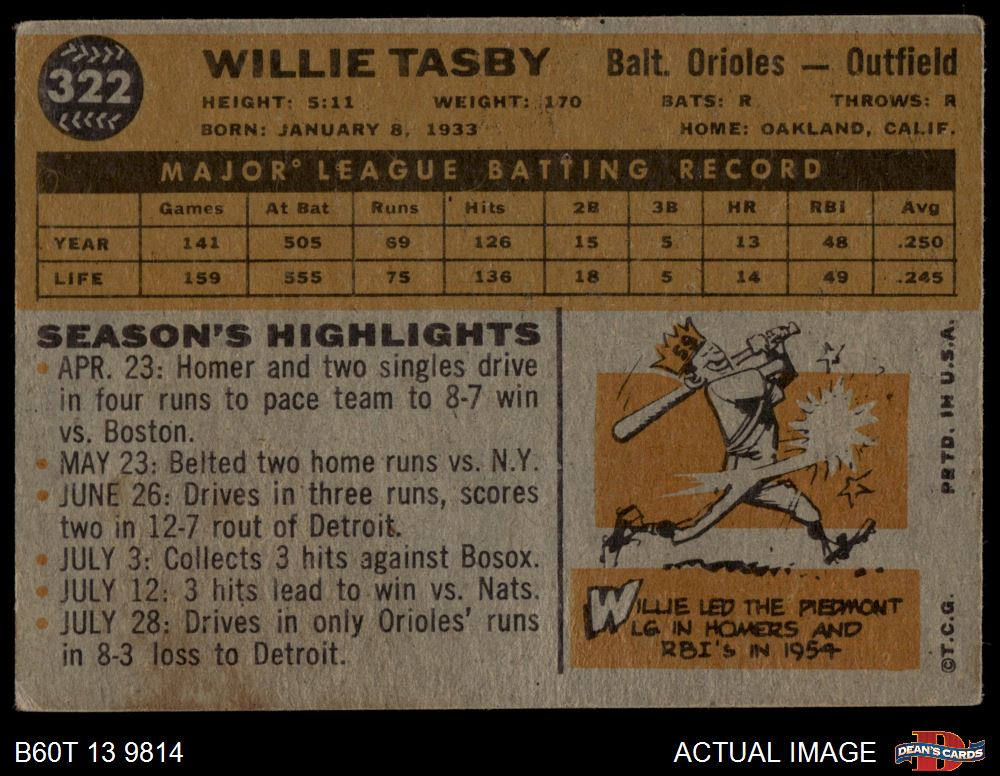 322
WILLIE TASBY Balt. Orioles — Outfield
HEIGHT: 5:11 WEIGHT: 170 BATS: R THROWS: R
BORN: JANUARY 8, 1933 HOME: OAKLAND, CALIF.
MAJOR LEAGUE BATTING RECORD
Games At Bat Runs Hits 2B 3B HR RBI Avg
YEAR 141 505 69 126 15 5 13 48 .250
LIFE 159 555 75 136 18 5 14 49 .245
SEASON'S HIGHLIGHTS
• APR. 23: Homer and two singles drive
in four runs to pace team to 8-7 win
vs. Boston.
• MAY 23: Belted two home runs vs. N.Y.
• JUNE 26: Drives in three runs, scores
two in 12-7 rout of Detroit.
• JULY 3: Collects 3 hits against Bosox.
• JULY 12: 3 hits lead to win vs. Nats.
• JULY 28: Drives in only Orioles' runs
in 8-3 loss to Detroit.
WILLIE LED THE PIEDMONT
LG. IN HOMERS AND
RBI'S IN 1954
©T.C.G. PRTD. IN U.S.A.
B60T 13 9814 ACTUAL IMAGE DEAN'S CARDS